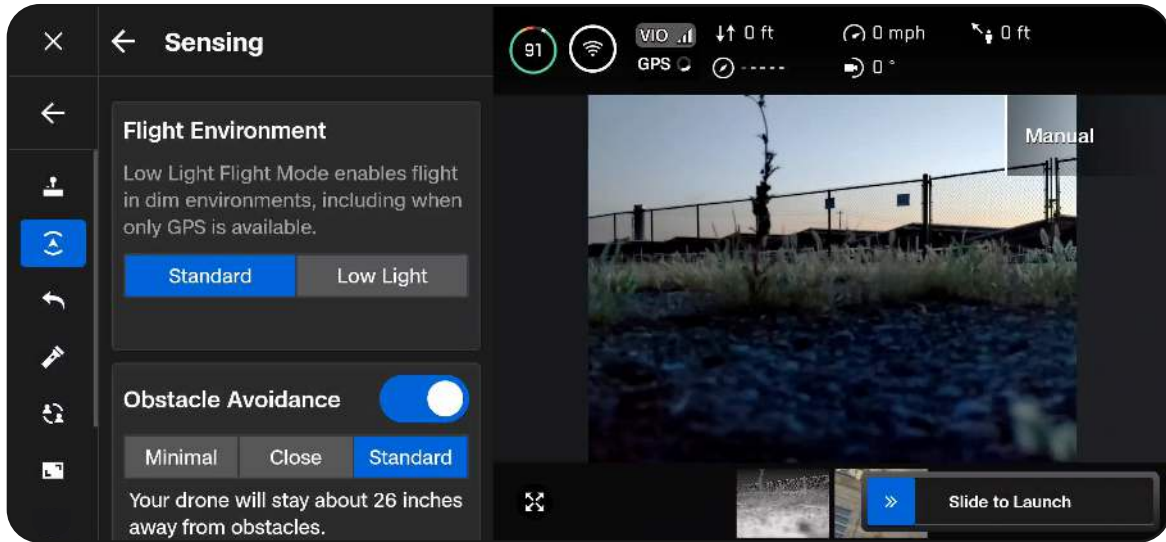 Sensing
Flight Environment
Low Light Flight Mode enables flight
in dim environments, including when
only GPS is available.
Standard
Low Light
Obstacle Avoidance
Minimal
Close
Standard
Your drone will stay about 26 inches
away from obstacles.
91
VIO
GPS
0 ft
-----
0 mph
0 °
0 ft
Manual
Slide to Launch